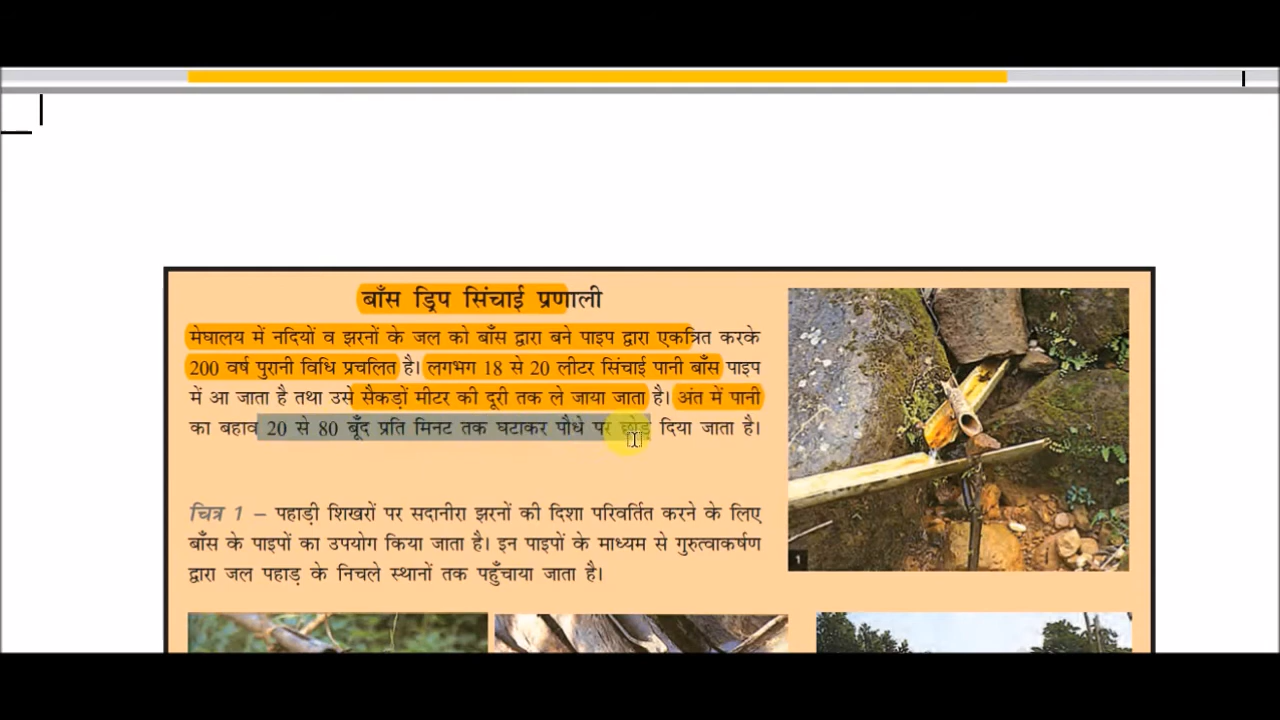 बाँस ड्रिप सिंचाई प्रणाली
मेघालय में नदियों व झरनों के जल को बाँस द्वारा बने पाइप द्वारा एकत्रित करके
200 वर्ष पुरानी विधि प्रचलित है। लगभग 18 से 20 लीटर सिंचाई पानी बाँस पाइप
में आ जाता है तथा उसे सैकड़ों मीटर की दूरी तक ले जाया जाता है। अंत में पानी
का बहाव 20 से 80 बूँद प्रति मिनट तक घटाकर पौधे पर छोड़ दिया जाता है।
चित्र 1 – पहाड़ी शिखरों पर सदानीरा झरनों की दिशा परिवर्तित करने के लिए
बाँस के पाइपों का उपयोग किया जाता है। इन पाइपों के माध्यम से गुरुत्वाकर्षण
द्वारा जल पहाड़ के निचले स्थानों तक पहुँचाया जाता है।
1